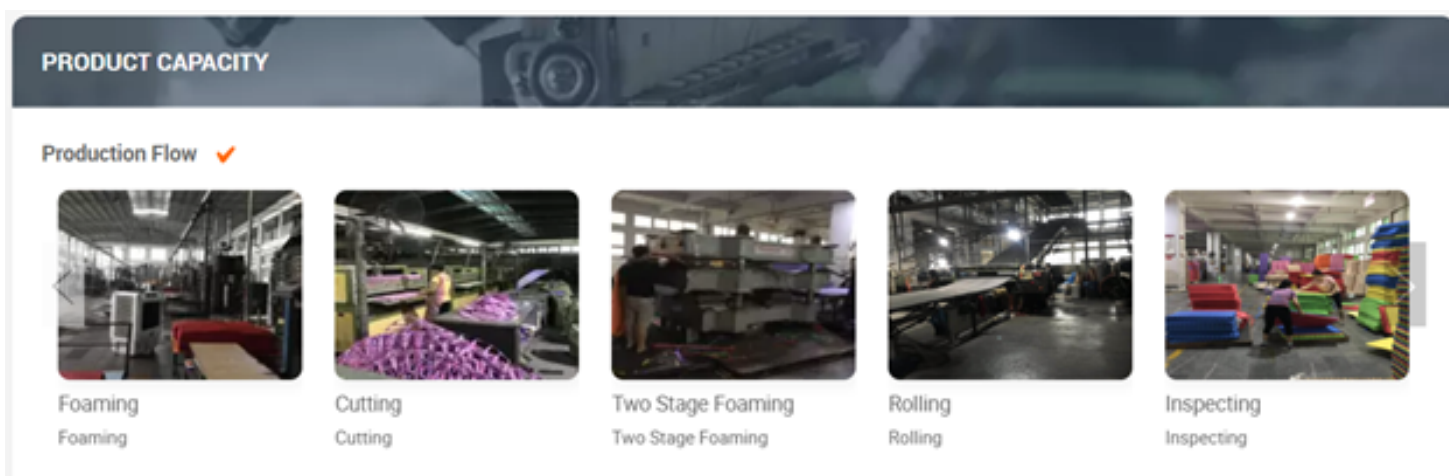 PRODUCT CAPACITY
Production Flow
Foaming
Cutting
Two Stage Foaming
Rolling
Inspecting
Foaming
Cutting
Two Stage Foaming
Rolling
Inspecting